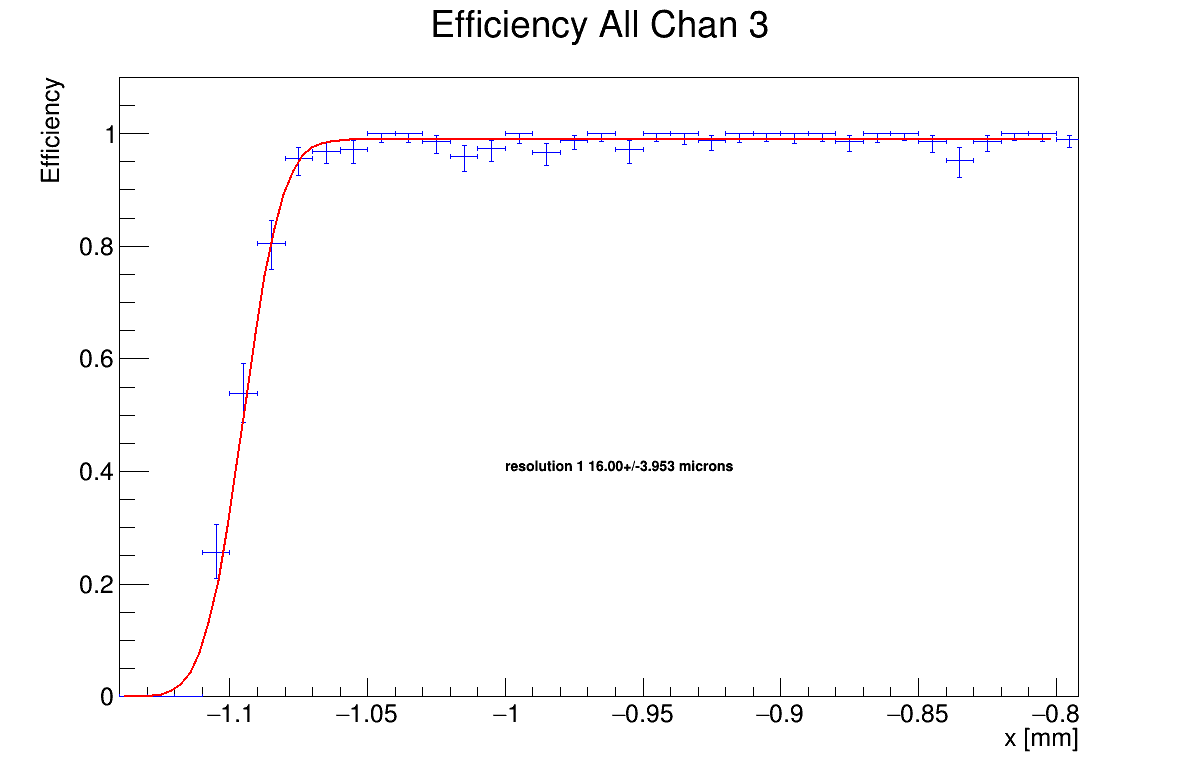 Efficiency All Chan 3
Efficiency
1
0.8
0.6
0.4
0.2
0
resolution 1 16.00+/-3.953 microns
−1.1 −1.05 −1 −0.95 −0.9 −0.85 −0.8
x [mm]